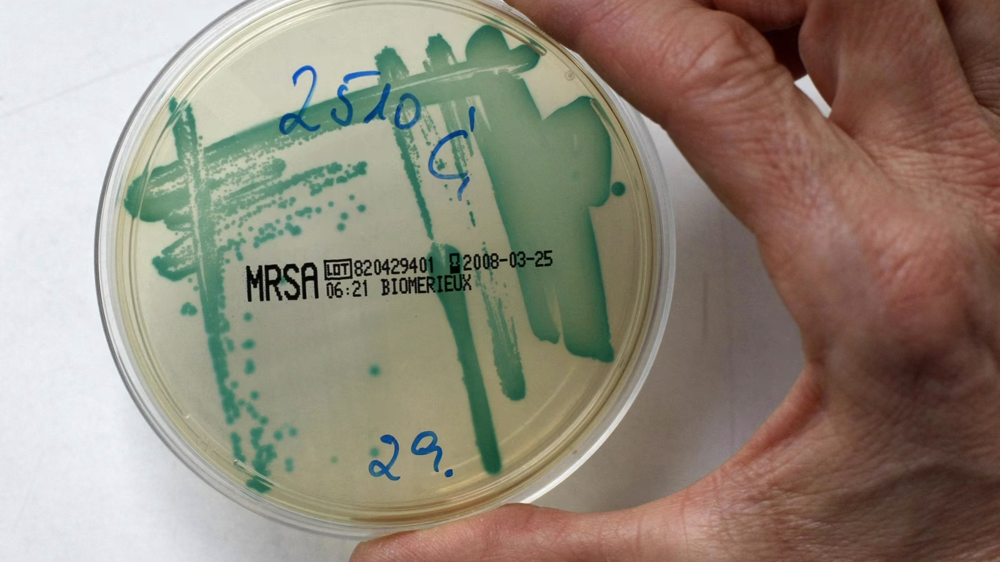 2510
MRSA LOT 820429401 2008-03-25
06:21 BIOMERIEUX
29.